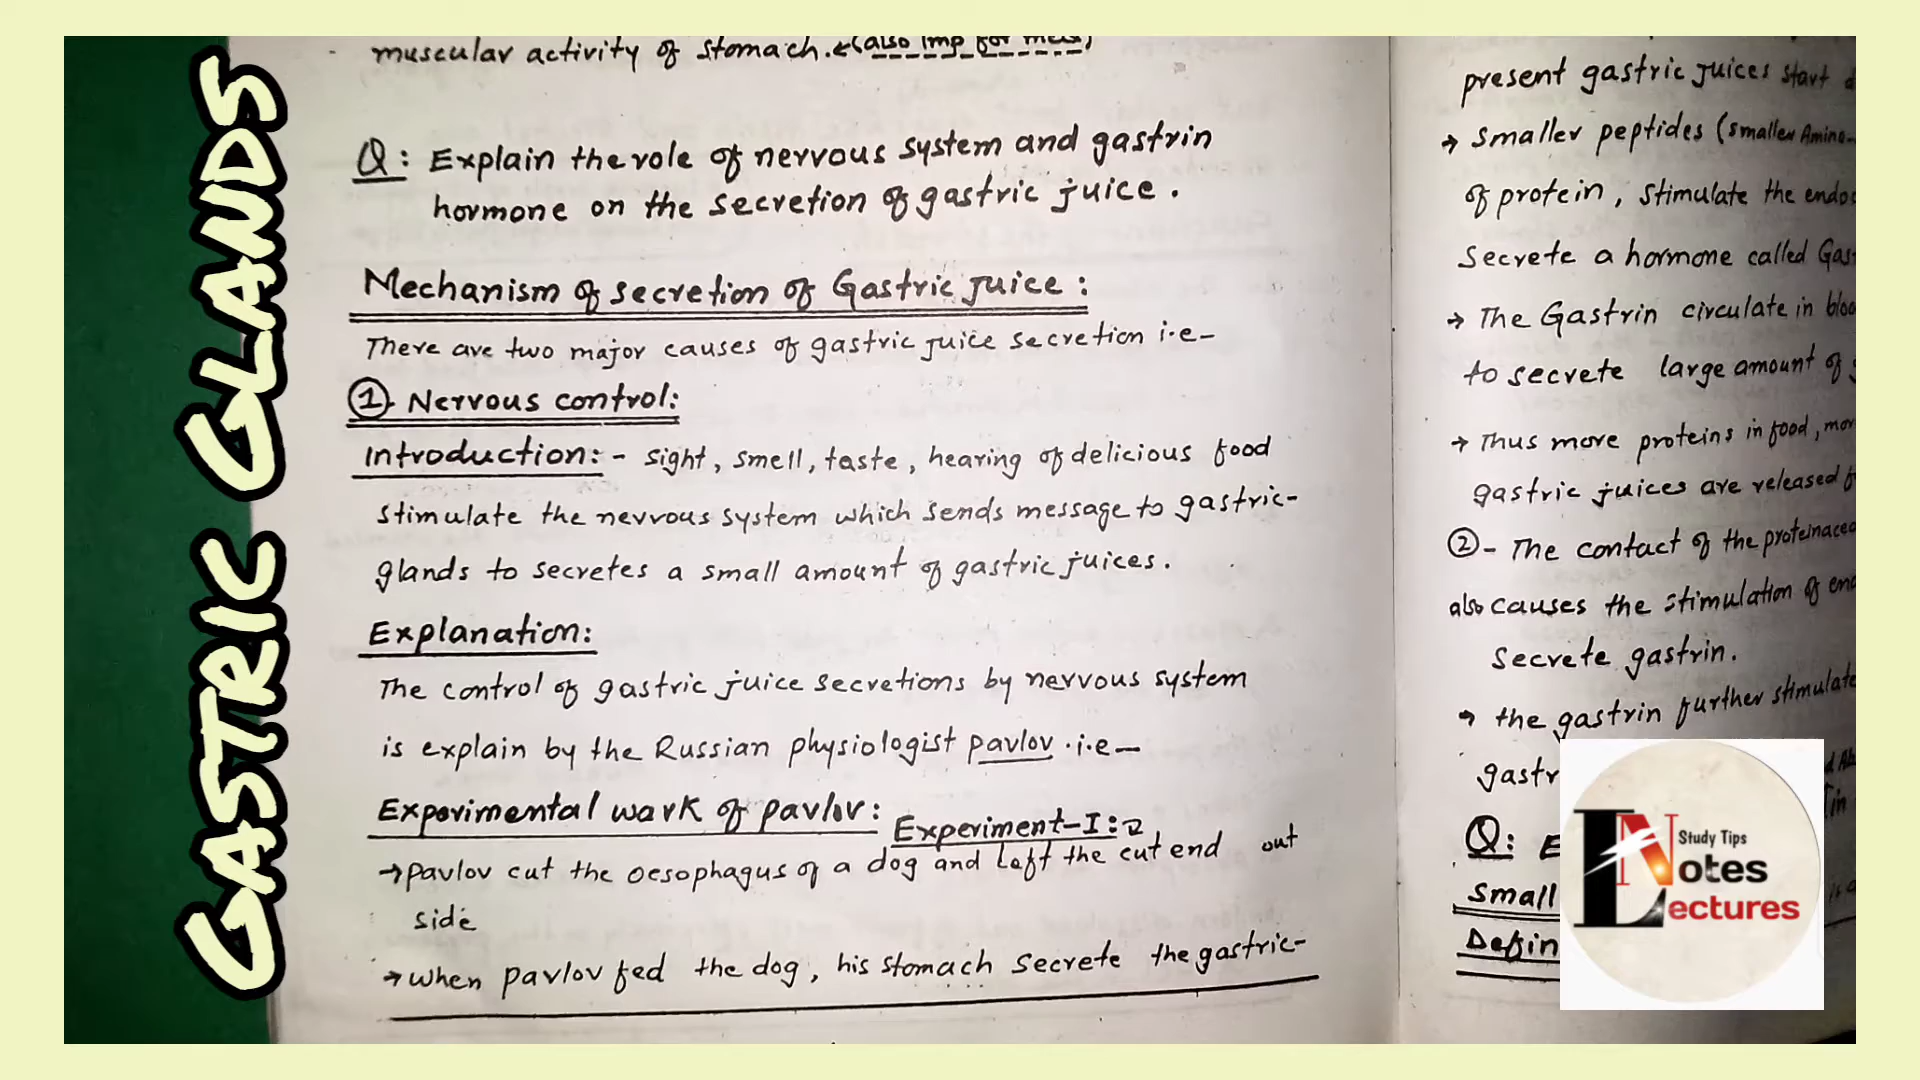 GASTRIC GLANDS
muscular activity of stomach. (also Imp for
Q: Explain the role of nervous system and gastrin
hormone on the secretion of gastric juice.
Mechanism of secretion of Gastric juice:
There are two major causes of gastric juice secretion i.e-
①. Nervous control:
Introduction:- sight, smell, taste, hearing of delicious food
stimulate the nervous system which sends message to gastric-
glands to secretes a small amount of gastric juices.
Explanation:
The control of gastric juice secretions by nervous system
is explain by the Russian physiologist pavlov. i.e—
Experimental work of pavlov: Experiment-I:
→ Pavlov cut the oesophagus of a dog and left the cut end out
side
→ when pavlov fed the dog, his stomach secrete the gastric-
present gastric juices start
→ smaller peptides (smaller Amino-
of protein, stimulate the
secrete a hormone called
→ The Gastrin circulate in
to secrete large amount of
→ Thus more proteins in food,
gastric juices are released
② - The contact of the
also causes the stimulation of
secrete gastrin.
→ the gastrin further stimulate
Q:
small
Study Tips
Notes
Lectures